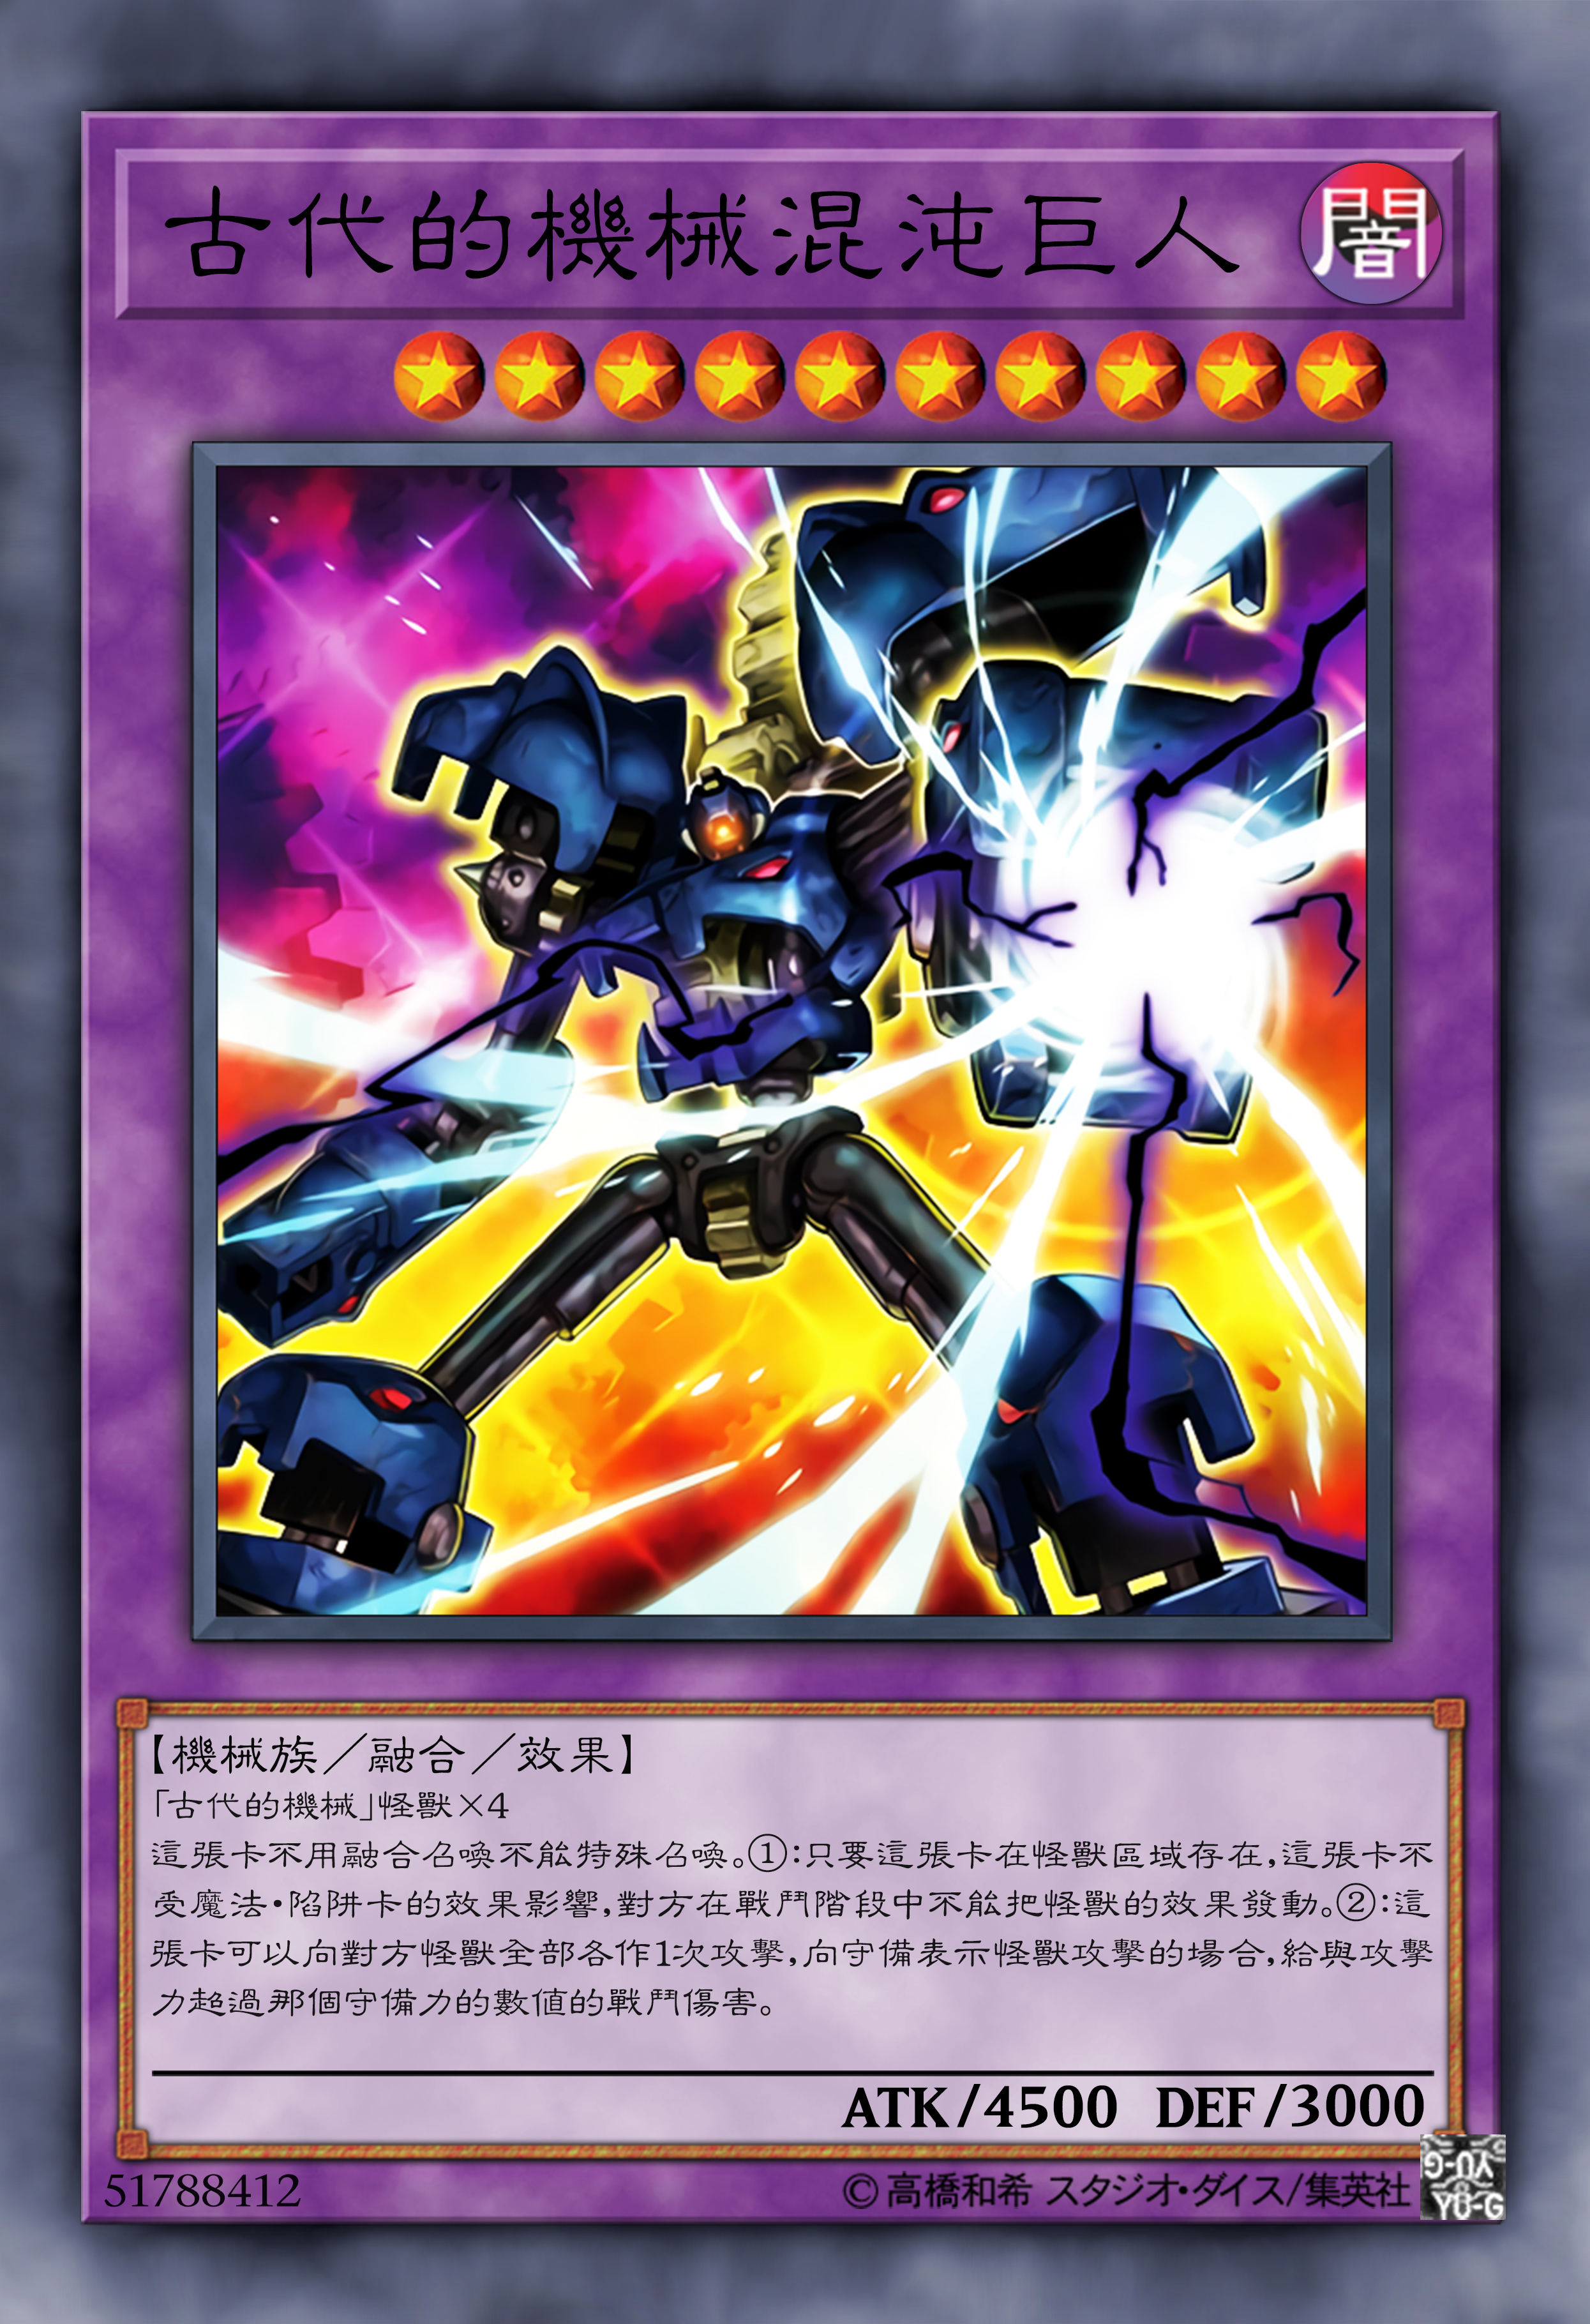 古代的機械混沌巨人
闇
【機械族／融合／效果】
「古代的機械」怪獸×4
這張卡不用融合召喚不能特殊召喚。①：只要這張卡在怪獸區域存在，這張卡不
受魔法·陷阱卡的效果影響，對方在戰鬥階段中不能把怪獸的效果發動。②：這
張卡可以向對方怪獸全部各作1次攻擊，向守備表示怪獸攻擊的場合，給與攻擊
力超過那個守備力的數值的戰鬥傷害。
ATK/4500 DEF/3000
51788412
©高橋和希 スタジオ・ダイス/集英社
YU-G